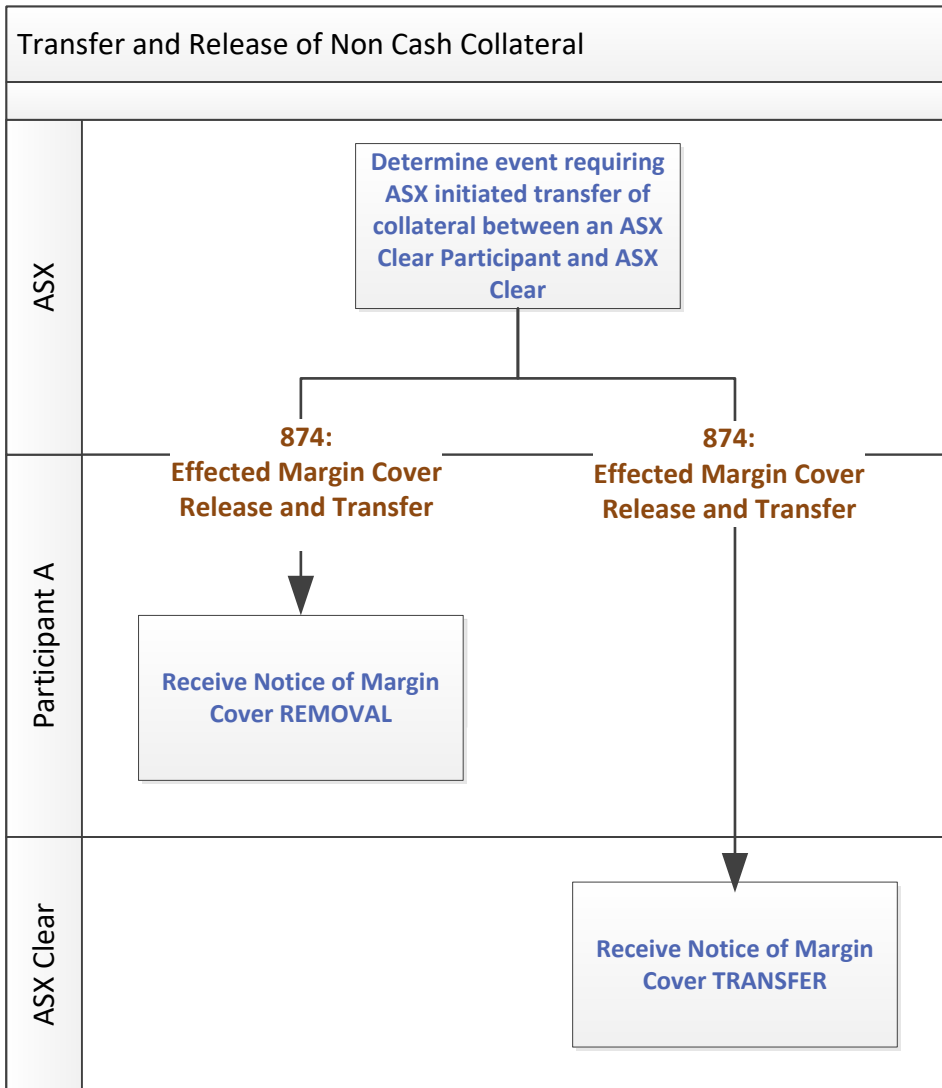 Transfer and Release of Non Cash Collateral
ASX
Determine event requiring
ASX initiated transfer of
collateral between an ASX
Clear Participant and ASX
Clear
874:
Effected Margin Cover
Release and Transfer
874:
Effected Margin Cover
Release and Transfer
Participant A
Receive Notice of Margin
Cover REMOVAL
ASX Clear
Receive Notice of Margin
Cover TRANSFER